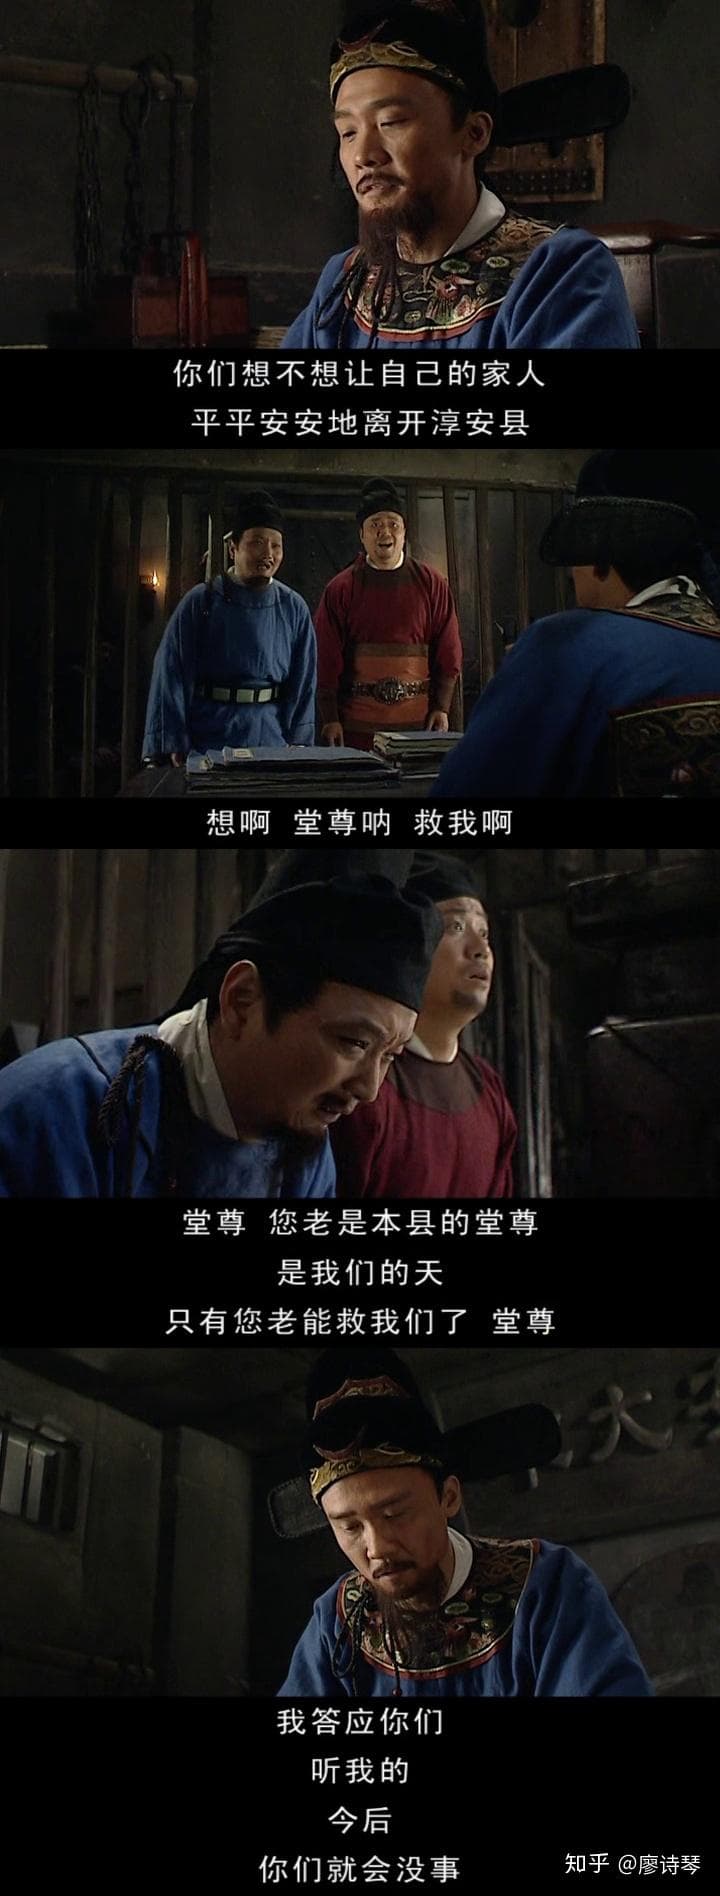 你们想不想让自己的家人
平平安安地离开淳安县
想啊 堂尊呐 救我啊
堂尊 您老是本县的堂尊
是我们的天
只有您老能救我们了 堂尊
大
我答应你们
听我的
今后
你们就会没事
知乎 @廖诗琴